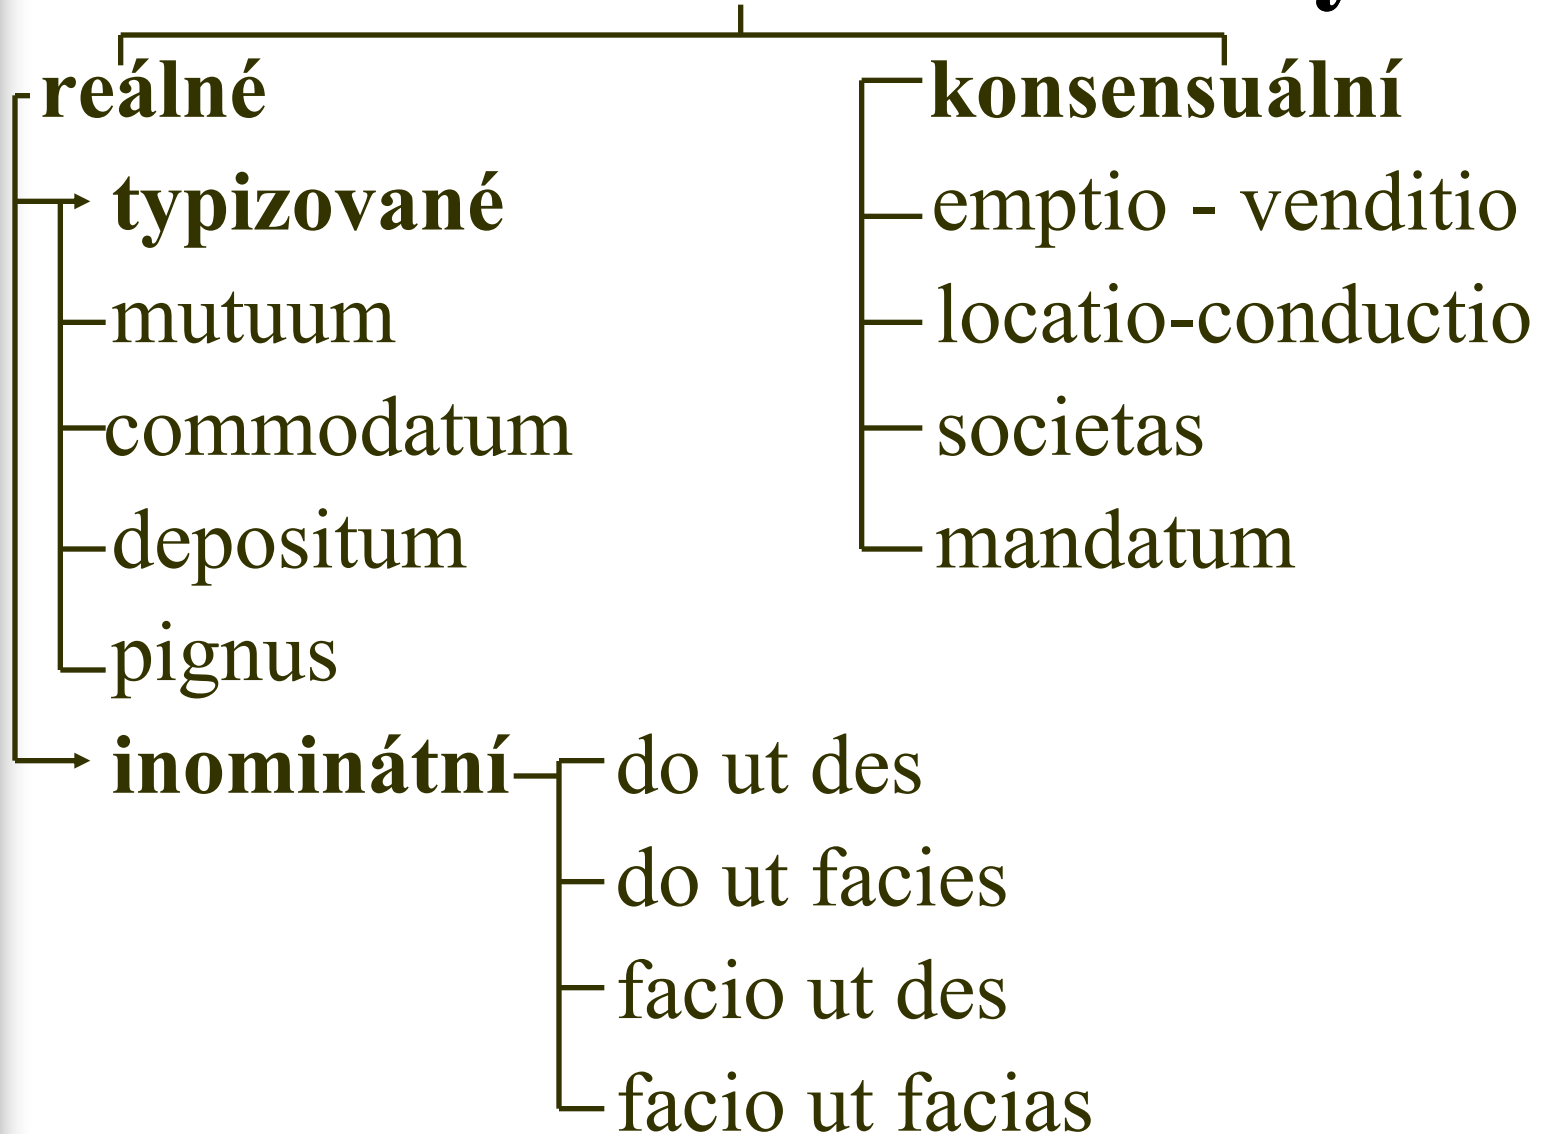 reálné
typizované
mutuum
commodatum
depositum
pignus
inominátní
do ut des
do ut facies
facio ut des
facio ut facias
konsensuální
emptio - venditio
locatio-conductio
societas
mandatum